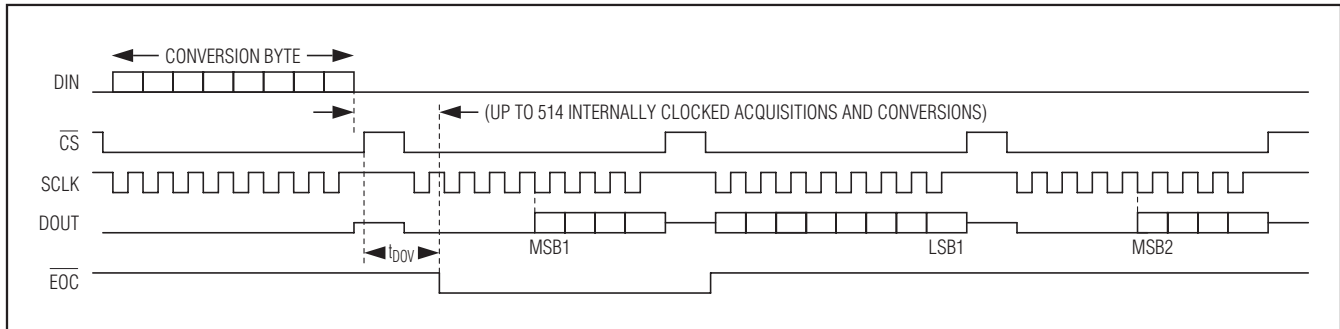 CONVERSION BYTE
DIN
(UP TO 514 INTERNALLY CLOCKED ACQUISITIONS AND CONVERSIONS)
CS
SCLK
DOUT
MSB1
LSB1
MSB2
tDOV
EOC